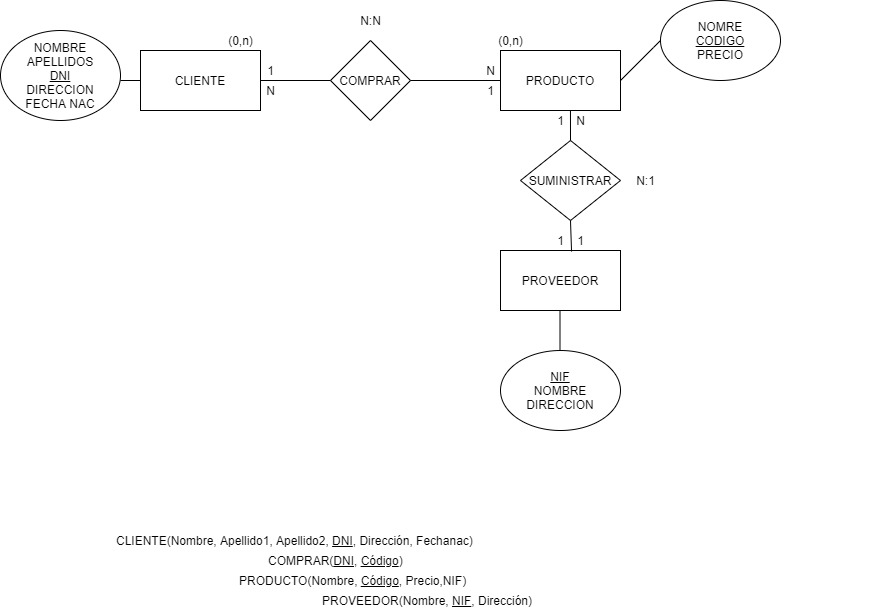 N:N
NOMBRE
APELLIDOS
DNI
DIRECCION
FECHA NAC
(0,n)
CLIENTE
1
N
COMPRAR
(0,n)
N
1
PRODUCTO
NOMRE
CODIGO
PRECIO
1 N
SUMINISTRAR
N:1
1 1
PROVEEDOR
NIF
NOMBRE
DIRECCION
CLIENTE(Nombre, Apellido1, Apellido2, DNI, Dirección, Fechanac)
COMPRAR(DNI, Código)
PRODUCTO(Nombre, Código, Precio,NIF)
PROVEEDOR(Nombre, NIF, Dirección)